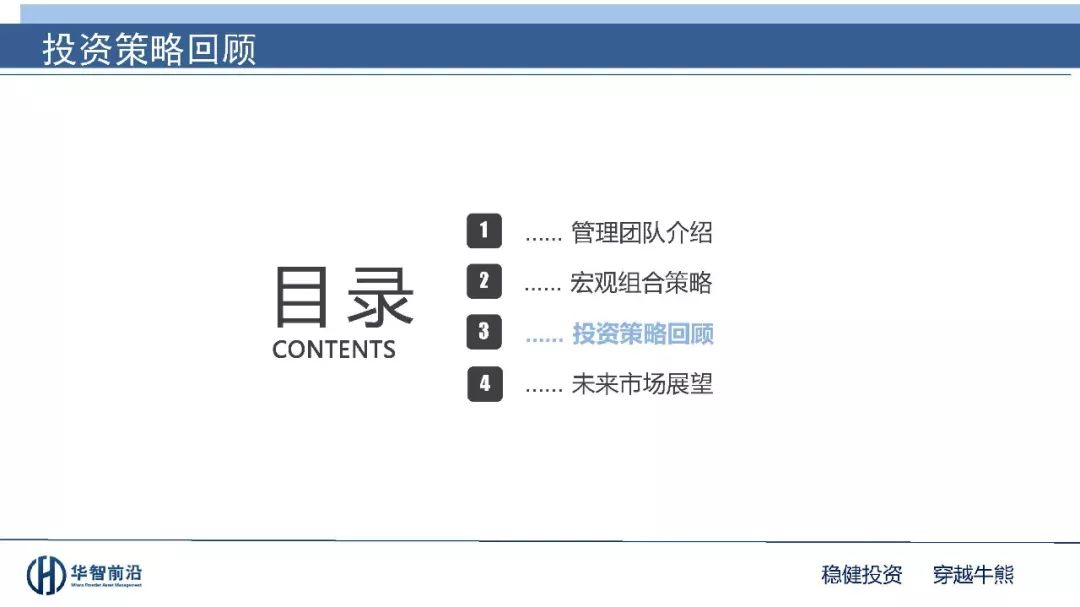 投资策略回顾
目录
CONTENTS
1 ...... 管理团队介绍
2 ...... 宏观组合策略
3 ...... 投资策略回顾
4 ...... 未来市场展望
华智前沿
稳健投资 穿越牛熊